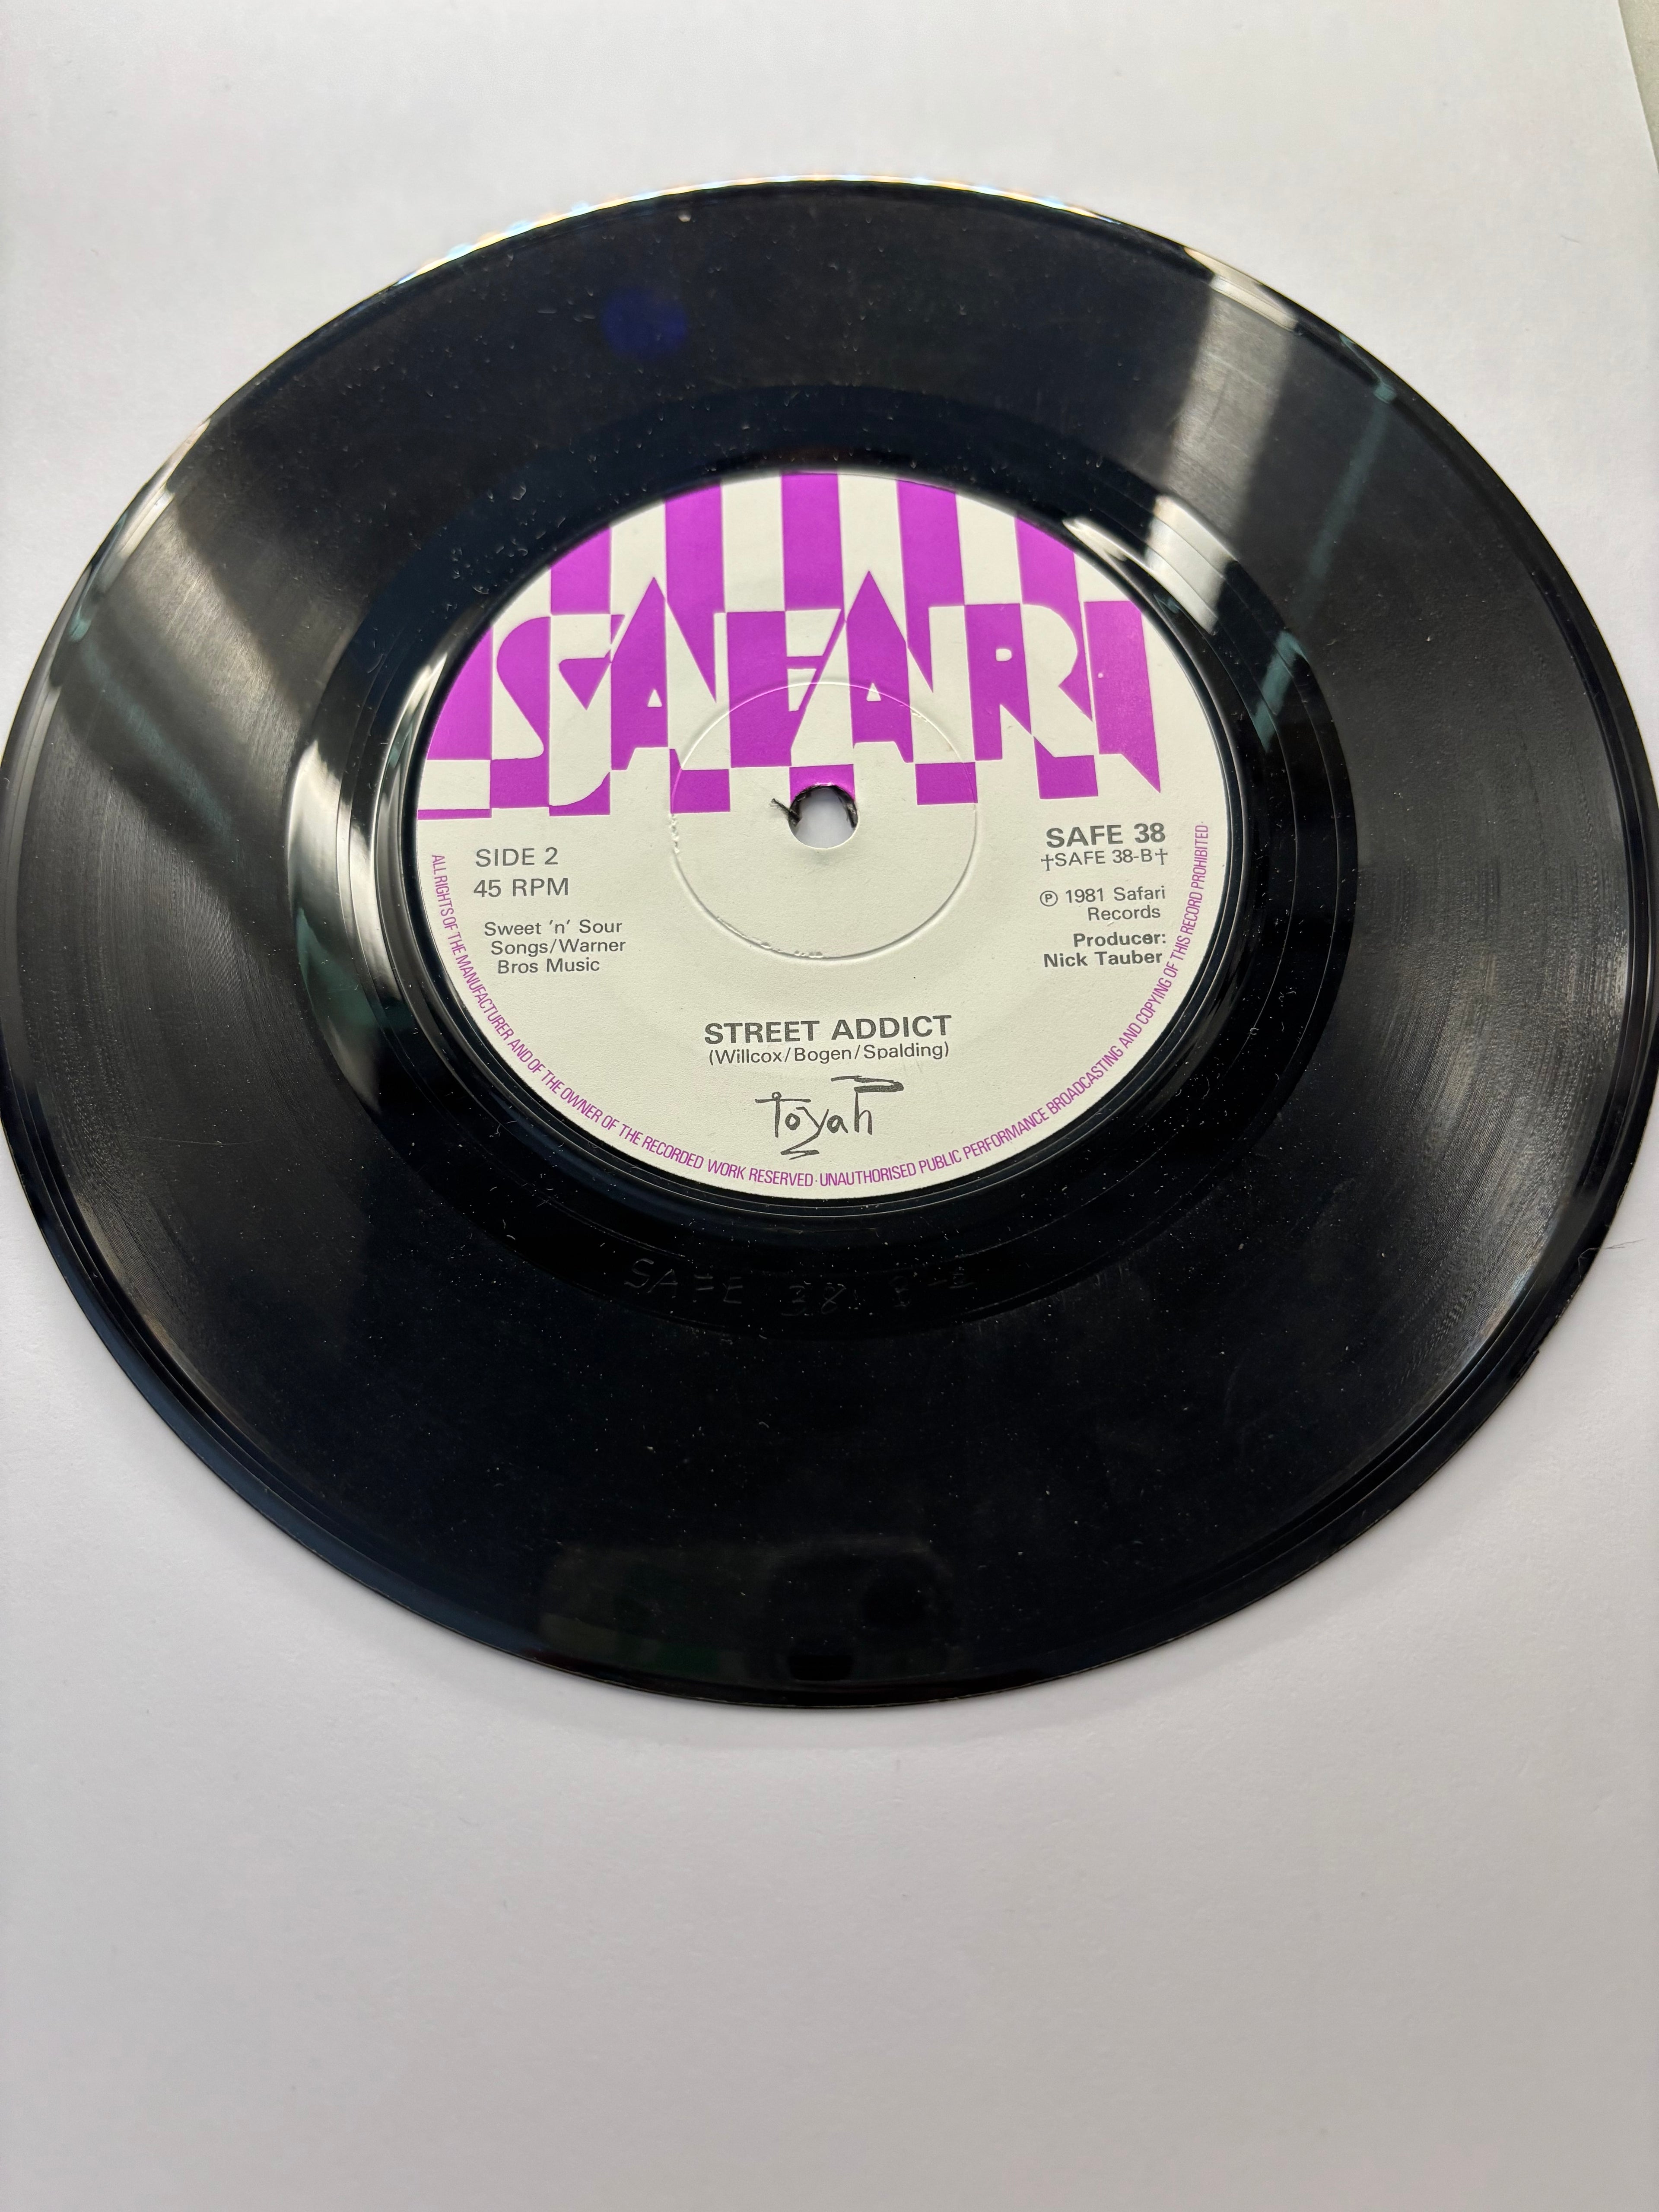 SAFARI
SIDE 2
45 RPM
Sweet 'n' Sour
Songs/Warner
Bros Music
SAFE 38
†SAFE 38-B†
℗ 1981 Safari
Records
Producer:
Nick Tauber
STREET ADDICT
(Willcox/Bogen/Spalding)
toyah
ALL RIGHTS OF THE MANUFACTURER AND OF THE OWNER OF THE RECORDED WORK RESERVED·UNAUTHORISED PUBLIC PERFORMANCE BROADCASTING AND COPYING OF THIS RECORD PROHIBITED·
SAFE 38